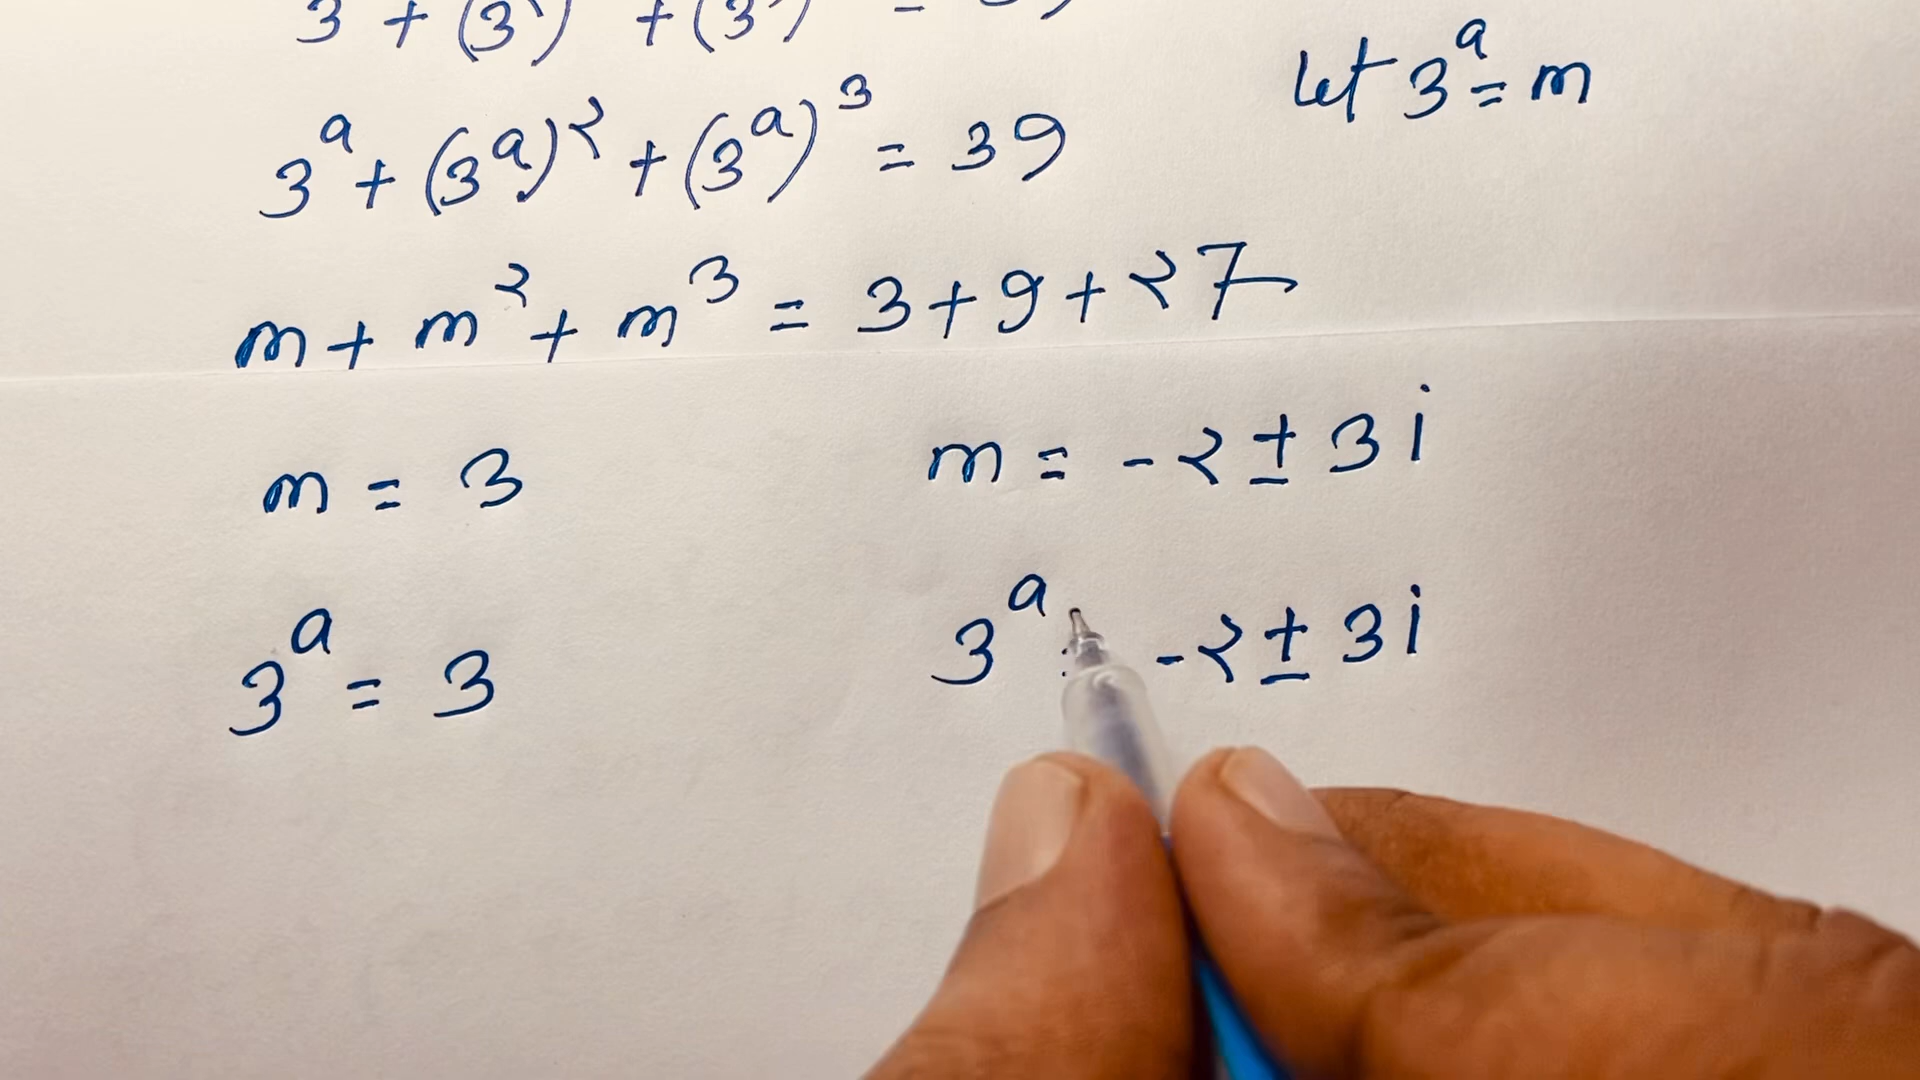 let 3^a = m
3^a + (3^a)^2 + (3^a)^3 = 39
m + m^2 + m^3 = 3 + 9 + 27
m = 3
m = -2 ± 3i
3^a = 3
3^a = -2 ± 3i